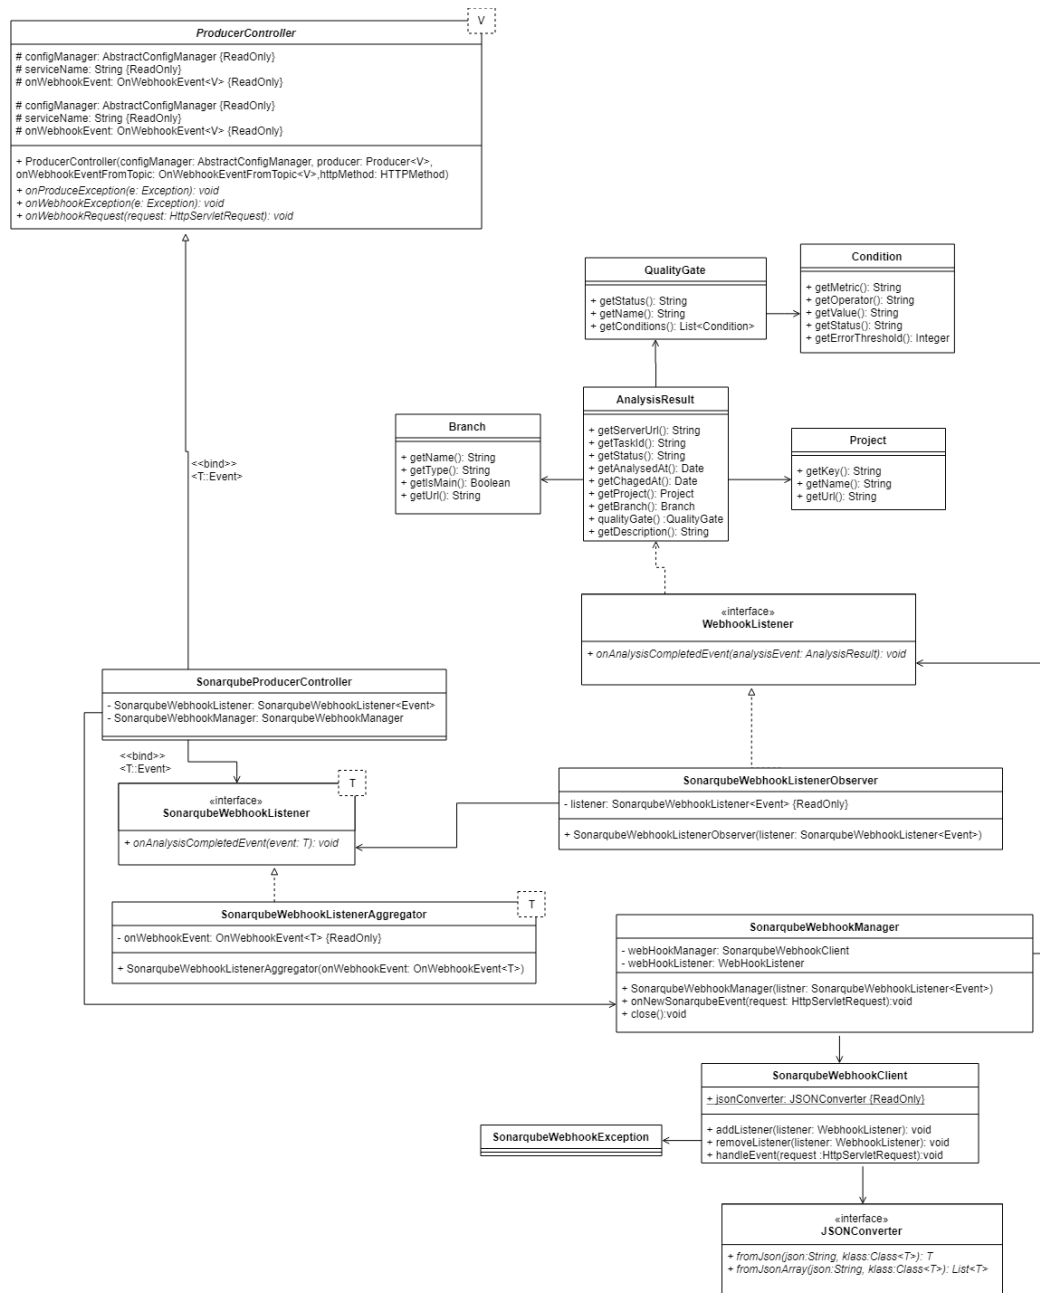 V
ProducerController
# configManager: AbstractConfigManager {ReadOnly}
# serviceName: String {ReadOnly}
# onWebhookEvent: OnWebhookEvent<V> {ReadOnly}
# configManager: AbstractConfigManager {ReadOnly}
# serviceName: String {ReadOnly}
# onWebhookEvent: OnWebhookEvent<V> {ReadOnly}
+ ProducerController(configManager: AbstractConfigManager, producer: Producer<V>,
onWebhookEventFromTopic: OnWebhookEventFromTopic<V>,httpMethod: HTTPMethod)
+ onProduceException(e: Exception): void
+ onWebhookException(e: Exception): void
+ onWebhookRequest(request: HttpServletRequest): void
QualityGate
+ getStatus(): String
+ getName(): String
+ getConditions(): List<Condition>
Condition
+ getMetric(): String
+ getOperator(): String
+ getValue(): String
+ getStatus(): String
+ getErrorThreshold(): Integer
Branch
+ getName(): String
+ getType(): String
+ getIsMain(): Boolean
+ getUrl(): String
AnalysisResult
+ getServerUrl(): String
+ getTaskId(): String
+ getStatus(): String
+ getAnalysedAt(): Date
+ getChagedAt(): Date
+ getProject(): Project
+ getBranch(): Branch
+ qualityGate() :QualityGate
+ getDescription(): String
Project
+ getKey(): String
+ getName(): String
+ getUrl(): String
<<bind>>
<T::Event>
«interface»
WebhookListener
+ onAnalysisCompletedEvent(analysisEvent: AnalysisResult): void
SonarqubeProducerController
- SonarqubeWebhookListener: SonarqubeWebhookListener<Event>
- SonarqubeWebhookManager: SonarqubeWebhookManager
<<bind>>
<T::Event>
T
«interface»
SonarqubeWebhookListener
+ onAnalysisCompletedEvent(event: T): void
SonarqubeWebhookListenerObserver
- listener: SonarqubeWebhookListener<Event> {ReadOnly}
+ SonarqubeWebhookListenerObserver(listener: SonarqubeWebhookListener<Event>)
T
SonarqubeWebhookListenerAggregator
- onWebhookEvent: OnWebhookEvent<T> {ReadOnly}
+ SonarqubeWebhookListenerAggregator(onWebhookEvent: OnWebhookEvent<T>)
SonarqubeWebhookManager
- webHookManager: SonarqubeWebhookClient
- webHookListener: WebHookListener
+ SonarqubeWebhookManager(listner: SonarqubeWebhookListener<Event>)
+ onNewSonarqubeEvent(request: HttpServletRequest):void
+ close():void
SonarqubeWebhookClient
+ jsonConverter: JSONConverter {ReadOnly}
+ addListener(listener: WebhookListener): void
+ removeListener(listener: WebhookListener): void
+ handleEvent(request :HttpServletRequest):void
SonarqubeWebhookException
«interface»
JSONConverter
+ fromJson(json:String, klass:Class<T>): T
+ fromJsonArray(json:String, klass:Class<T>): List<T>